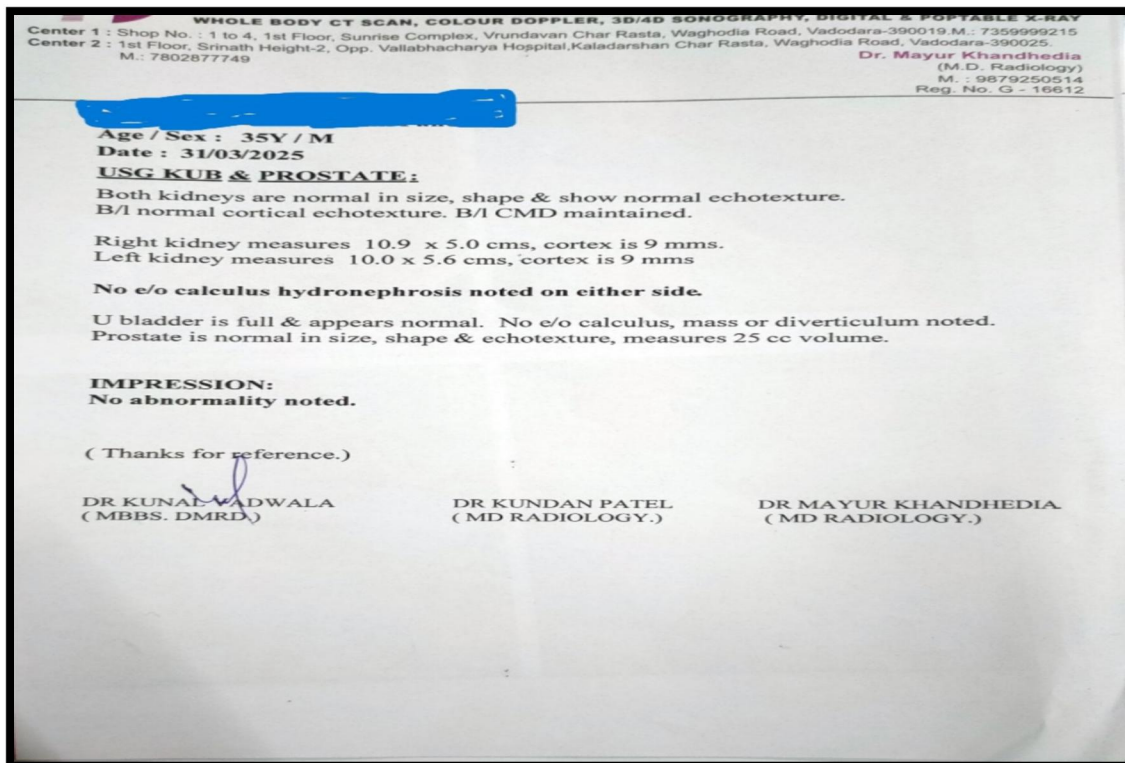 WHOLE BODY CT SCAN, COLOUR DOPPLER, 3D/4D SONOGRAPHY, DIGITAL & POPTABLE X-RAY
Center 1 : Shop No. : 1 to 4, 1st Floor, Sunrise Complex, Vrundavan Char Rasta, Waghodia Road, Vadodara-390019.M.: 7359999215
Center 2 : 1st Floor, Srinath Height-2, Opp. Vallabhacharya Hospital,Kaladarshan Char Rasta, Waghodia Road, Vadodara-390025.
M.: 7802877749
Dr. Mayur Khandhedia
(M.D. Radiology)
M. : 9879250514
Reg. No. G - 16612
Age / Sex : 35Y / M
Date : 31/03/2025
USG KUB & PROSTATE:
Both kidneys are normal in size, shape & show normal echotexture.
B/l normal cortical echotexture. B/l CMD maintained.
Right kidney measures 10.9 x 5.0 cms, cortex is 9 mms.
Left kidney measures 10.0 x 5.6 cms, cortex is 9 mms
No e/o calculus hydronephrosis noted on either side.
U bladder is full & appears normal. No e/o calculus, mass or diverticulum noted.
Prostate is normal in size, shape & echotexture, measures 25 cc volume.
IMPRESSION:
No abnormality noted.
( Thanks for reference.)
DR KUNAL VADWALA DR KUNDAN PATEL DR MAYUR KHANDHEDIA
( MBBS. DMRD.) ( MD RADIOLOGY.) ( MD RADIOLOGY.)